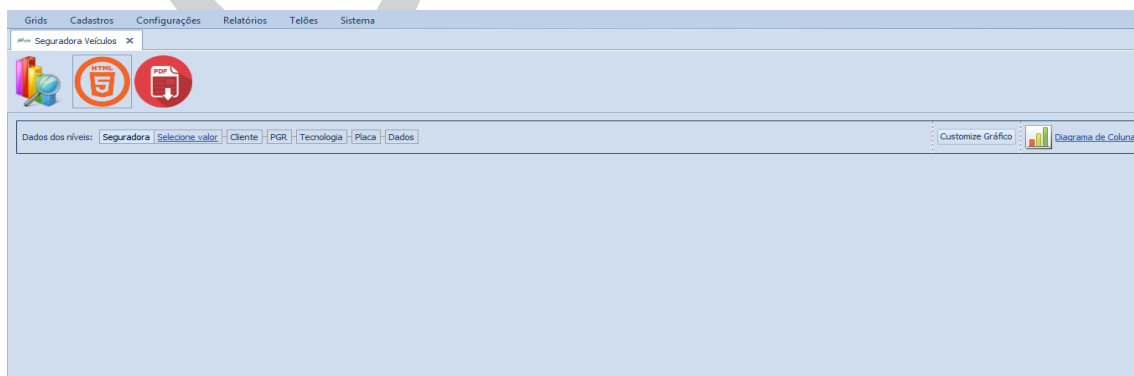 Grids Cadastros Configurações Relatórios Telões Sistema
Seguradora Veículos
HTML
5
PDF
Dados dos níveis: Seguradora Selecione valor Cliente PGR Tecnologia Placa Dados Customize Gráfico Diagrama de Coluna